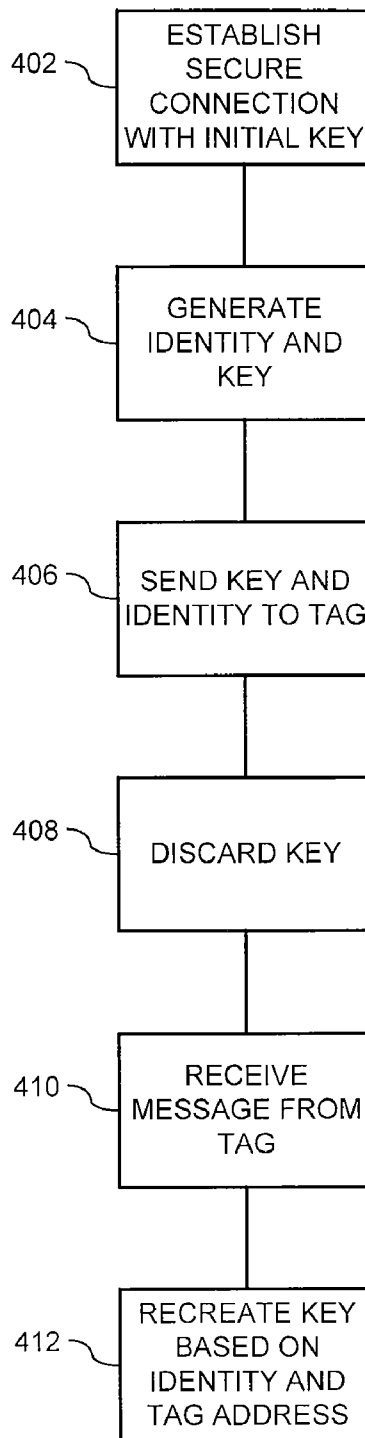 402
ESTABLISH
SECURE
CONNECTION
WITH INITIAL KEY
404
GENERATE
IDENTITY AND
KEY
406
SEND KEY AND
IDENTITY TO TAG
408
DISCARD KEY
410
RECEIVE
MESSAGE FROM
TAG
412
RECREATE KEY
BASED ON
IDENTITY AND
TAG ADDRESS